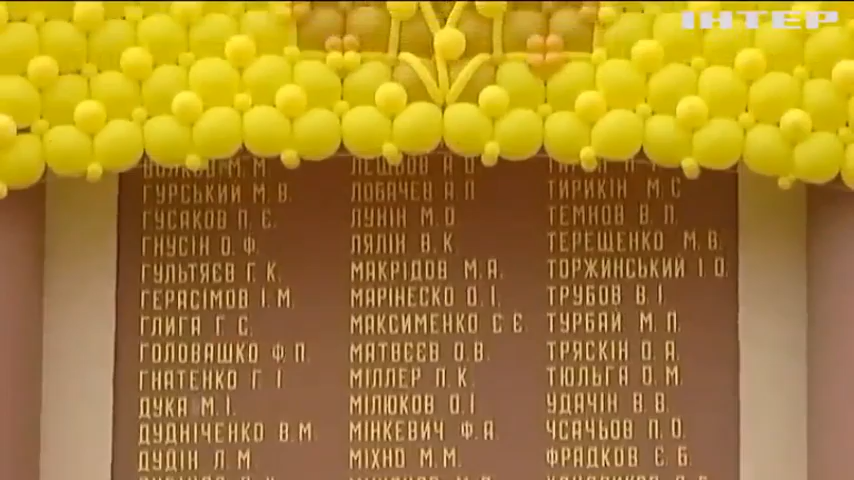 ІНТЕР
ГУРСЬКИЙ М. В.
ГУСАКОВ П. Є.
ГНУСІН О. Ф.
ГУЛЬТЯЄВ Г. К.
ГЕРАСІМОВ І. М.
ГЛИГА Г. С.
ГОЛОВАШКО Ф. П.
ГНАТЕНКО Г. І
ДУКА М. І.
ДУДНІЧЕНКО В. М
ДУДІН Л. М
ЛОБАЧЕВ А. П
ЛУНІН М. О
ЛЯЛІН В. К
МАКРІДОВ М. А.
МАРІНЕСКО О. І.
МАКСИМЕНКО Є. Є.
МАТВЄЄВ О. В.
МІЛЛЕР П. К.
МІЛЮКОВ О. І
МІНКЕВИЧ Ф. А
МІХНО М. М.
ТИРИКІН М. С
ТЕМНОВ В. П.
ТЕРЕЩЕНКО М. В.
ТОРЖИНСЬКИЙ І. О.
ТРУБОВ В. І.
ТУРБАЙ М. П.
ТРЯСКІН О. А.
ТЮЛЬГА О. М
УДАЧІН В. В.
ЧСАЧЬОВ П. О.
ФРАДКОВ Є. Б.